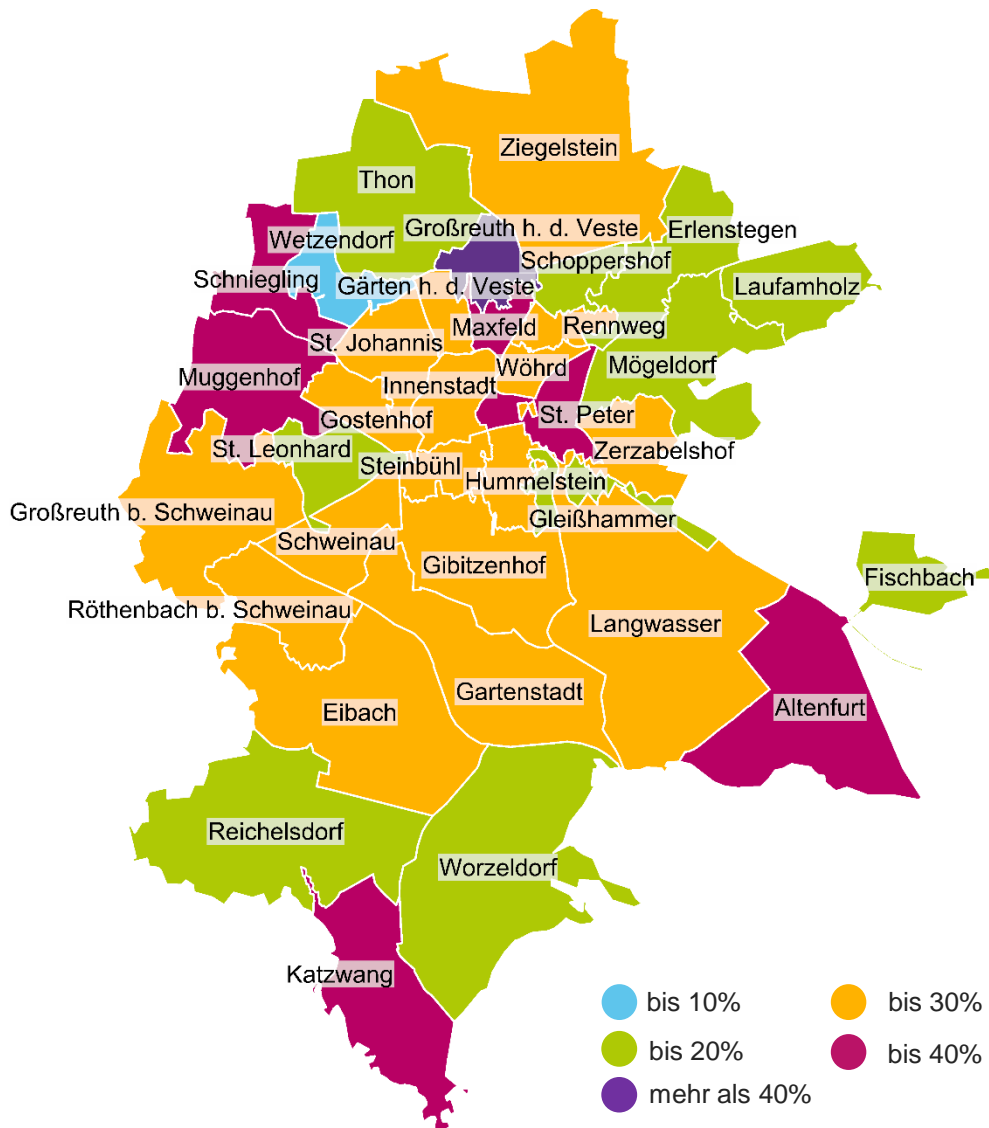 Ziegelstein
Thon
Großreuth h. d. Veste
Erlenstegen
Wetzendorf
Schoppershof
Schniegling
Gärten h. d. Veste
Laufamholz
Maxfeld
Rennweg
St. Johannis
Wöhrd
Mögeldorf
Muggenhof
Innenstadt
Gostenhof
St. Peter
St. Leonhard
Zerzabelshof
Steinbühl
Hummelstein
Großreuth b. Schweinau
Gleißhammer
Schweinau
Gibitzenhof
Fischbach
Röthenbach b. Schweinau
Langwasser
Gartenstadt
Eibach
Altenfurt
Reichelsdorf
Worzeldorf
Katzwang
bis 10%
bis 30%
bis 20%
bis 40%
mehr als 40%